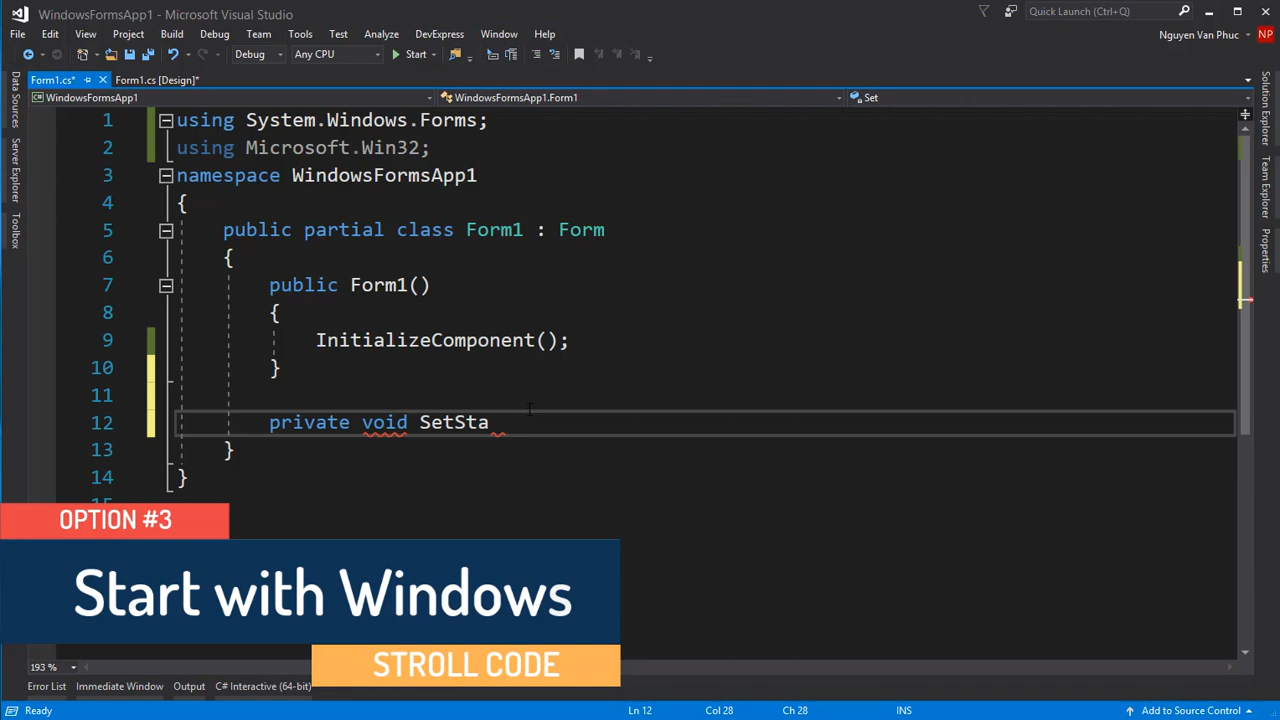 WindowsFormsApp1 - Microsoft Visual Studio
Quick Launch (Ctrl+Q)
File Edit View Project Build Debug Team Tools Test Analyze DevExpress Window Help
Nguyen Van Phuc NP
Debug Any CPU Start
Form1.cs* Form1.cs [Design]*
WindowsFormsApp1 WindowsFormsApp1.Form1 Set
Data Sources
Server Explorer
Toolbox
1 using System.Windows.Forms;
2 using Microsoft.Win32;
3 namespace WindowsFormsApp1
4 {
5 public partial class Form1 : Form
6 {
7 public Form1()
8 {
9 InitializeComponent();
10 }
11
12 private void SetSta
13 }
14 }
15
Solution Explorer
Team Explorer
Properties
OPTION #3
Start with Windows
STROLL CODE
193 %
Error List Immediate Window Output C# Interactive (64-bit)
Ready Ln 12 Col 28 Ch 28 INS Add to Source Control